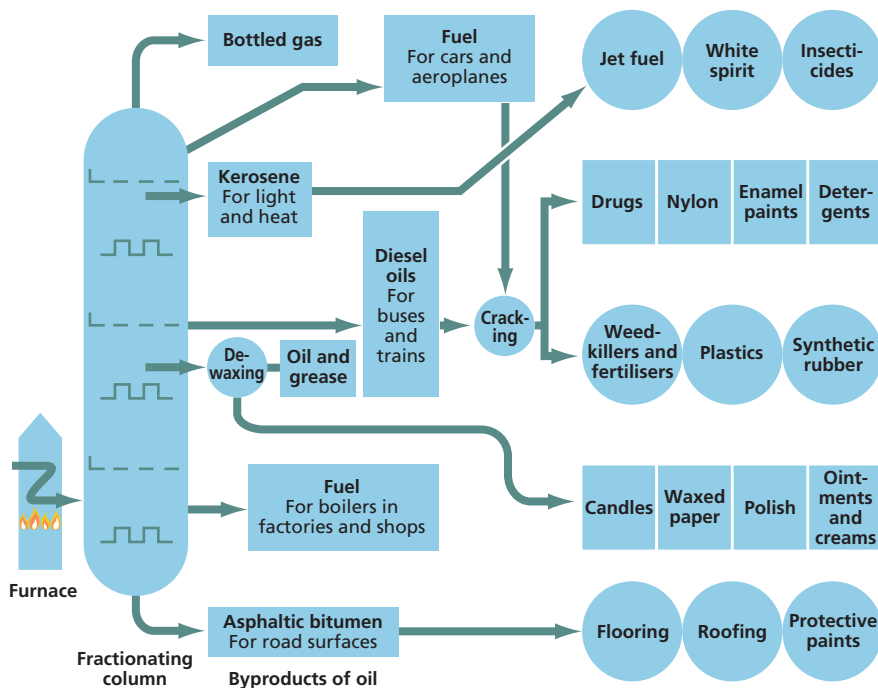 Bottled gas
Fuel
For cars and
aeroplanes
Jet fuel
White
spirit
Insecti-
cides
Kerosene
For light
and heat
Drugs
Nylon
Enamel
paints
Deter-
gents
Diesel
oils
For
buses
and
trains
Crack-
ing
De-
waxing
Oil and
grease
Weed-
killers and
fertilisers
Plastics
Synthetic
rubber
Fuel
For boilers in
factories and shops
Candles
Waxed
paper
Polish
Oint-
ments
and
creams
Furnace
Asphaltic bitumen
For road surfaces
Flooring
Roofing
Protective
paints
Fractionating
column
Byproducts of oil